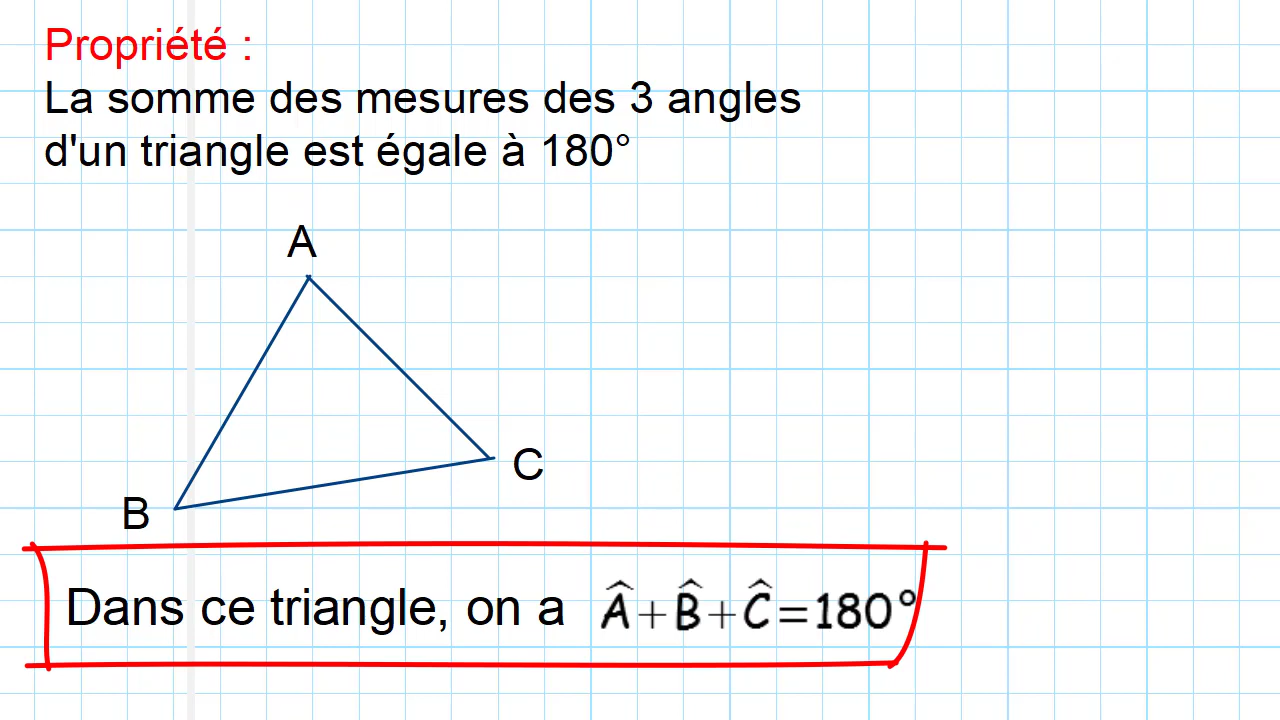 Propriété :
La somme des mesures des 3 angles
d'un triangle est égale à 180°
A
C
B
Dans ce triangle, on a Â+B̂+Ĉ=180°